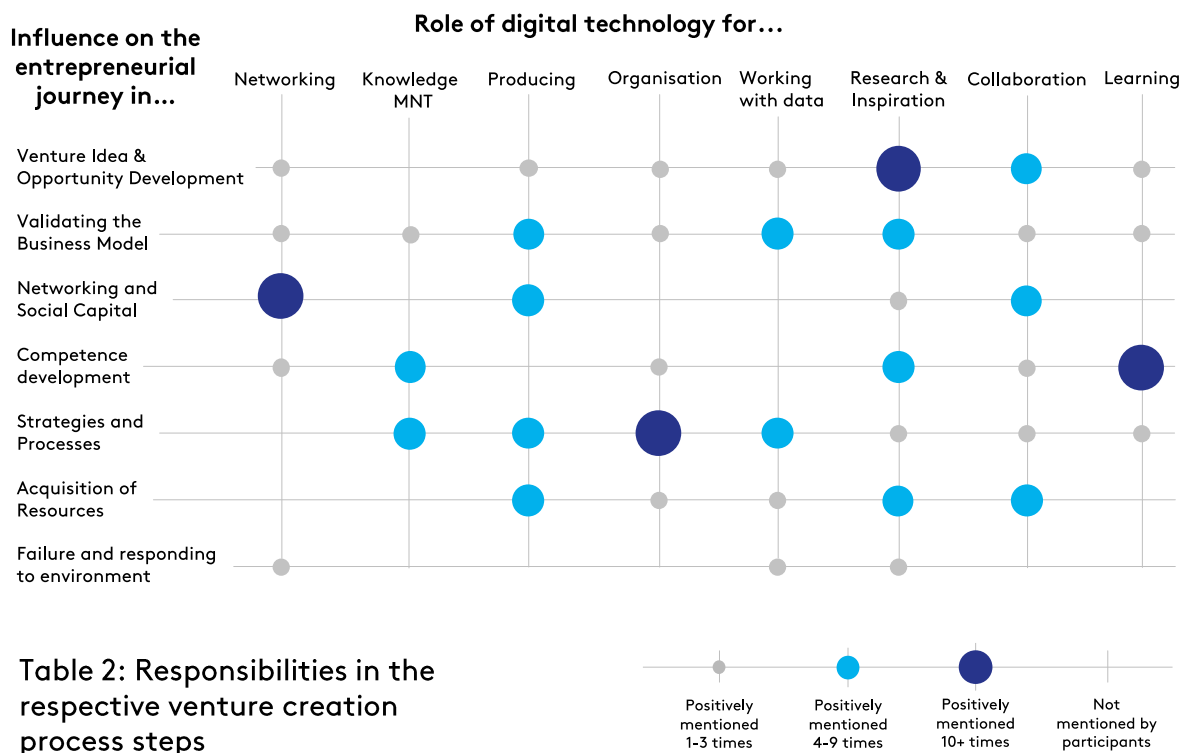 Role of digital technology for...
Influence on the
entrepreneurial
journey in...
Networking
Knowledge
MNT
Producing
Organisation
Working
with data
Research &
Inspiration
Collaboration
Learning
Venture Idea &
Opportunity Development
Validating the
Business Model
Networking and
Social Capital
Competence
development
Strategies and
Processes
Acquisition of
Resources
Failure and responding
to environment
Table 2: Responsibilities in the
respective venture creation
process steps
Positively
mentioned
1-3 times
Positively
mentioned
4-9 times
Positively
mentioned
10+ times
Not
mentioned by
participants